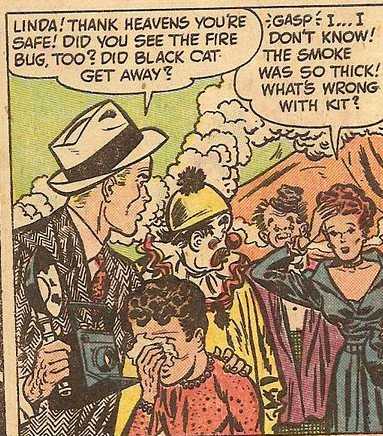 LINDA! THANK HEAVENS YOU'RE
SAFE! DID YOU SEE THE FIRE
BUG, TOO? DID BLACK CAT
GET AWAY?
:GASP: I... I
DON'T KNOW!
THE SMOKE
WAS SO THICK!
WHAT'S WRONG
WITH KIT?